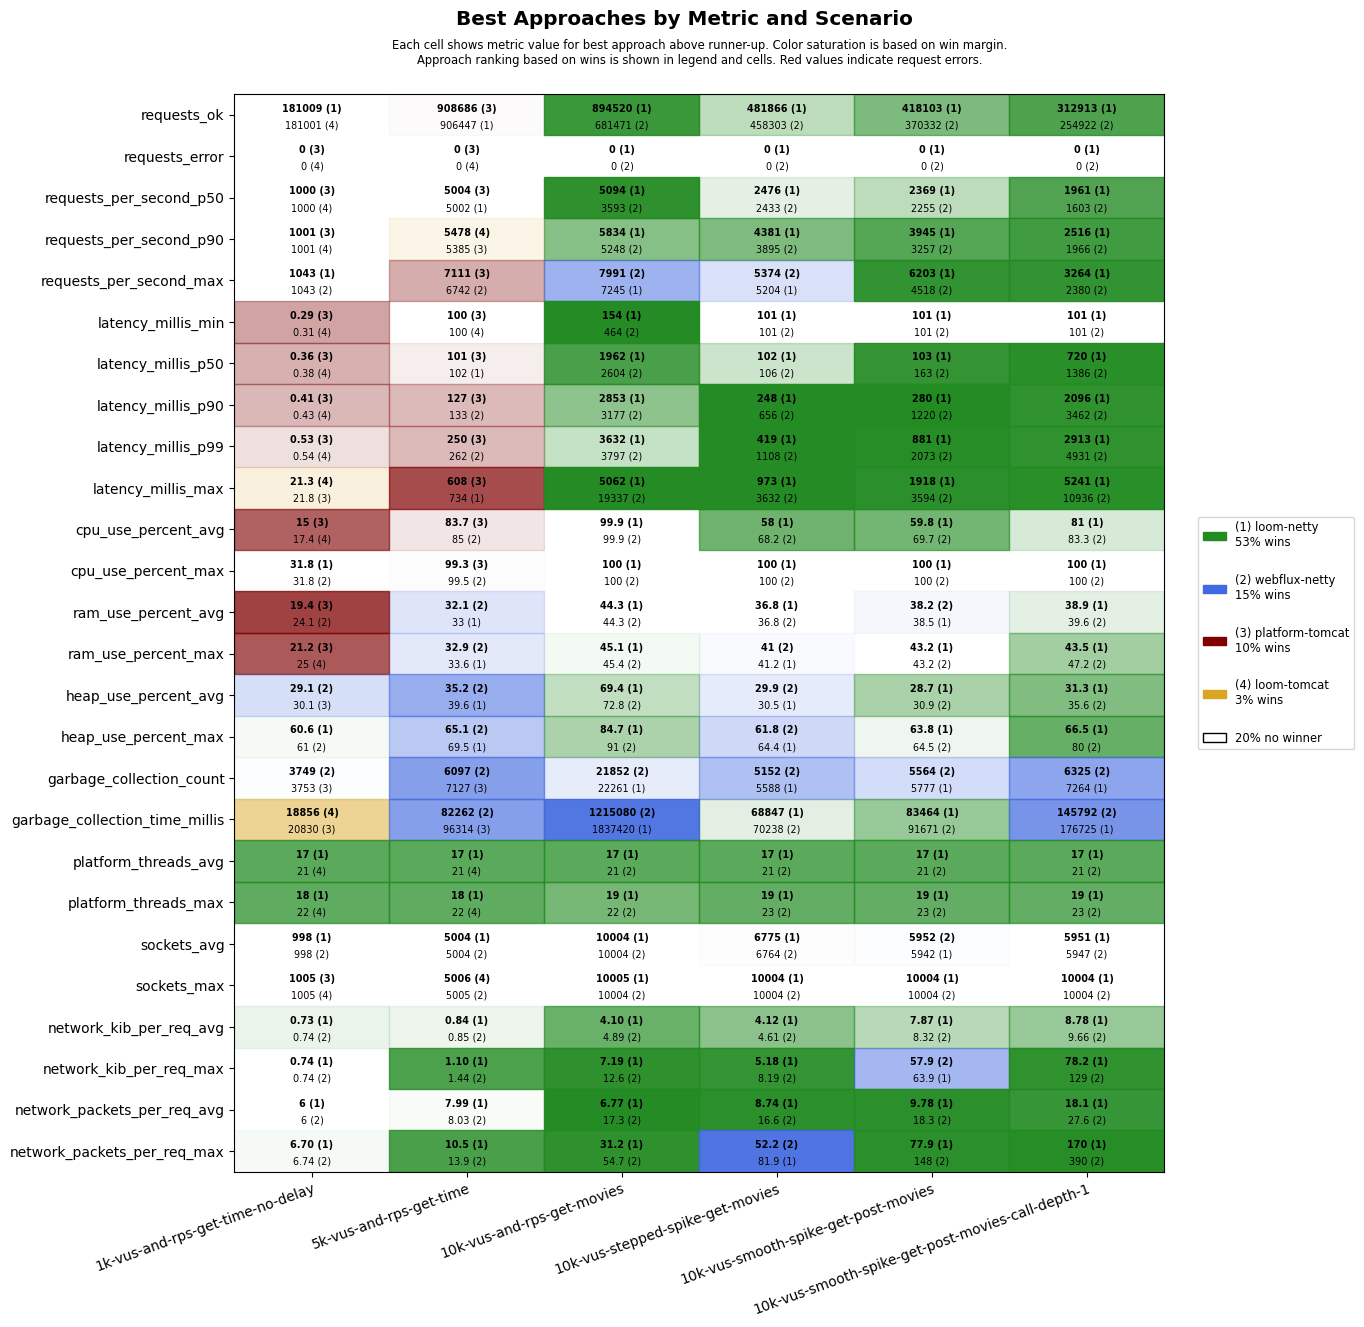 Best Approaches by Metric and Scenario
Each cell shows metric value for best approach above runner-up. Color saturation is based on win margin.
Approach ranking based on wins is shown in legend and cells. Red values indicate request errors.
requests_ok
181009 (1) 908686 (3) 894520 (1) 481866 (1) 418103 (1) 312913 (1)
181001 (4) 906447 (1) 681471 (2) 458303 (2) 370332 (2) 254922 (2)
requests_error
0 (3) 0 (3) 0 (1) 0 (1) 0 (1) 0 (1)
0 (4) 0 (4) 0 (2) 0 (2) 0 (2) 0 (2)
requests_per_second_p50
1000 (3) 5004 (3) 5094 (1) 2476 (1) 2369 (1) 1961 (1)
1000 (4) 5002 (1) 3593 (2) 2433 (2) 2255 (2) 1603 (2)
requests_per_second_p90
1001 (3) 5478 (4) 5834 (1) 4381 (1) 3945 (1) 2516 (1)
1001 (4) 5385 (3) 5248 (2) 3895 (2) 3257 (2) 1966 (2)
requests_per_second_max
1043 (1) 7111 (3) 7991 (2) 5374 (2) 6203 (1) 3264 (1)
1043 (2) 6742 (2) 7245 (1) 5204 (1) 4518 (2) 2380 (2)
latency_millis_min
0.29 (3) 100 (3) 154 (1) 101 (1) 101 (1) 101 (1)
0.31 (4) 100 (4) 464 (2) 101 (2) 101 (2) 101 (2)
latency_millis_p50
0.36 (3) 101 (3) 1962 (1) 102 (1) 103 (1) 720 (1)
0.38 (4) 102 (1) 2604 (2) 106 (2) 163 (2) 1386 (2)
latency_millis_p90
0.41 (3) 127 (3) 2853 (1) 248 (1) 280 (1) 2096 (1)
0.43 (4) 133 (2) 3177 (2) 656 (2) 1220 (2) 3462 (2)
latency_millis_p99
0.53 (3) 250 (3) 3632 (1) 419 (1) 881 (1) 2913 (1)
0.54 (4) 262 (2) 3797 (2) 1108 (2) 2073 (2) 4931 (2)
latency_millis_max
21.3 (4) 608 (3) 5062 (1) 973 (1) 1918 (1) 5241 (1)
21.8 (3) 734 (1) 19337 (2) 3632 (2) 3594 (2) 10936 (2)
cpu_use_percent_avg
15 (3) 83.7 (3) 99.9 (1) 58 (1) 59.8 (1) 81 (1)
17.4 (4) 85 (2) 99.9 (2) 68.2 (2) 69.7 (2) 83.3 (2)
cpu_use_percent_max
31.8 (1) 99.3 (3) 100 (1) 100 (1) 100 (1) 100 (1)
31.8 (2) 99.5 (2) 100 (2) 100 (2) 100 (2) 100 (2)
ram_use_percent_avg
19.4 (3) 32.1 (2) 44.3 (1) 36.8 (1) 38.2 (2) 38.9 (1)
24.1 (2) 33 (1) 44.3 (2) 36.8 (2) 38.5 (1) 39.6 (2)
ram_use_percent_max
21.2 (3) 32.9 (2) 45.1 (1) 41 (2) 43.2 (1) 43.5 (1)
25 (4) 33.6 (1) 45.4 (2) 41.2 (1) 43.2 (2) 47.2 (2)
heap_use_percent_avg
29.1 (2) 35.2 (2) 69.4 (1) 29.9 (2) 28.7 (1) 31.3 (1)
30.1 (3) 39.6 (1) 72.8 (2) 30.5 (1) 30.9 (2) 35.6 (2)
heap_use_percent_max
60.6 (1) 65.1 (2) 84.7 (1) 61.8 (2) 63.8 (1) 66.5 (1)
61 (2) 69.5 (1) 91 (2) 64.4 (1) 64.5 (2) 80 (2)
garbage_collection_count
3749 (2) 6097 (2) 21852 (2) 5152 (2) 5564 (2) 6325 (2)
3753 (3) 7127 (3) 22261 (1) 5588 (1) 5777 (1) 7264 (1)
garbage_collection_time_millis
18856 (4) 82262 (2) 1215080 (2) 68847 (1) 83464 (1) 145792 (2)
20830 (3) 96314 (3) 1837420 (1) 70238 (2) 91671 (2) 176725 (1)
platform_threads_avg
17 (1) 17 (1) 17 (1) 17 (1) 17 (1) 17 (1)
21 (4) 21 (4) 21 (2) 21 (2) 21 (2) 21 (2)
platform_threads_max
18 (1) 18 (1) 19 (1) 19 (1) 19 (1) 19 (1)
22 (4) 22 (4) 22 (2) 23 (2) 23 (2) 23 (2)
sockets_avg
998 (1) 5004 (1) 10004 (1) 6775 (1) 5952 (2) 5951 (1)
998 (2) 5004 (2) 10004 (2) 6764 (2) 5942 (1) 5947 (2)
sockets_max
1005 (3) 5006 (4) 10005 (1) 10004 (1) 10004 (1) 10004 (1)
1005 (4) 5005 (2) 10004 (2) 10004 (2) 10004 (2) 10004 (2)
network_kib_per_req_avg
0.73 (1) 0.84 (1) 4.10 (1) 4.12 (1) 7.87 (1) 8.78 (1)
0.74 (2) 0.85 (2) 4.89 (2) 4.61 (2) 8.32 (2) 9.66 (2)
network_kib_per_req_max
0.74 (1) 1.10 (1) 7.19 (1) 5.18 (1) 57.9 (2) 78.2 (1)
0.74 (2) 1.44 (2) 12.6 (2) 8.19 (2) 63.9 (1) 129 (2)
network_packets_per_req_avg
6 (1) 7.99 (1) 6.77 (1) 8.74 (1) 9.78 (1) 18.1 (1)
6 (2) 8.03 (2) 17.3 (2) 16.6 (2) 18.3 (2) 27.6 (2)
network_packets_per_req_max
6.70 (1) 10.5 (1) 31.2 (1) 52.2 (2) 77.9 (1) 170 (1)
6.74 (2) 13.9 (2) 54.7 (2) 81.9 (1) 148 (2) 390 (2)
1k-vus-and-rps-get-time-no-delay
5k-vus-and-rps-get-time
10k-vus-and-rps-get-movies
10k-vus-stepped-spike-get-movies
10k-vus-smooth-spike-get-post-movies
10k-vus-smooth-spike-get-post-movies-call-depth-1
(1) loom-netty
53% wins
(2) webflux-netty
15% wins
(3) platform-tomcat
10% wins
(4) loom-tomcat
3% wins
20% no winner